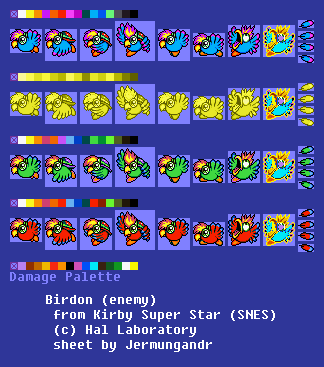 Damage Palette
Birdon (enemy)
from Kirby Super Star (SNES)
(c) Hal Laboratory
sheet by Jermungandr